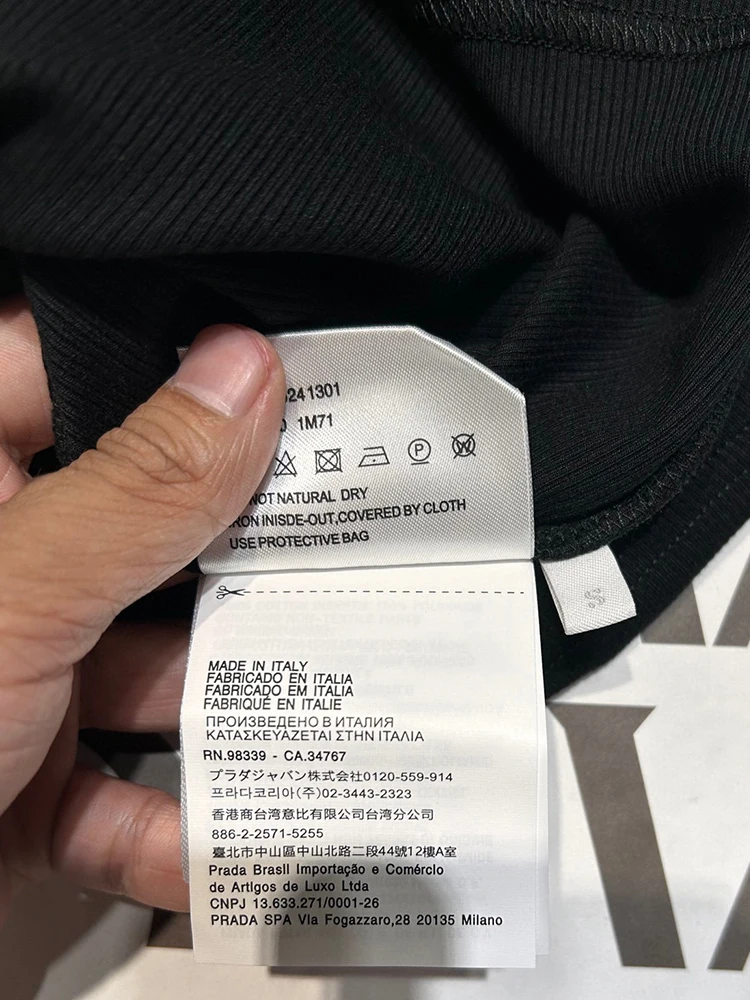 241301
1M71
P
W
NOT NATURAL DRY
IRON INISDE-OUT,COVERED BY CLOTH
USE PROTECTIVE BAG
S
MADE IN ITALY
FABRICADO EN ITALIA
FABRICADO EM ITALIA
FABRIQUÉ EN ITALIE
ПРОИЗВЕДЕНО В ИТАЛИЯ
ΚΑΤΑΣΚΕΥΑΖΕΤΑΙ ΣΤΗΝ ΙΤΑΛΙΑ
RN.98339 - CA.34767
プラダジャパン株式会社0120-559-914
프라다코리아(주)02-3443-2323
香港商台湾意比有限公司台湾分公司
886-2-2571-5255
臺北市中山區中山北路二段44號12樓A室
Prada Brasil Importação e Comércio
de Artigos de Luxo Ltda
CNPJ 13.633.271/0001-26
PRADA SPA VIa Fogazzaro,28 20135 Milano